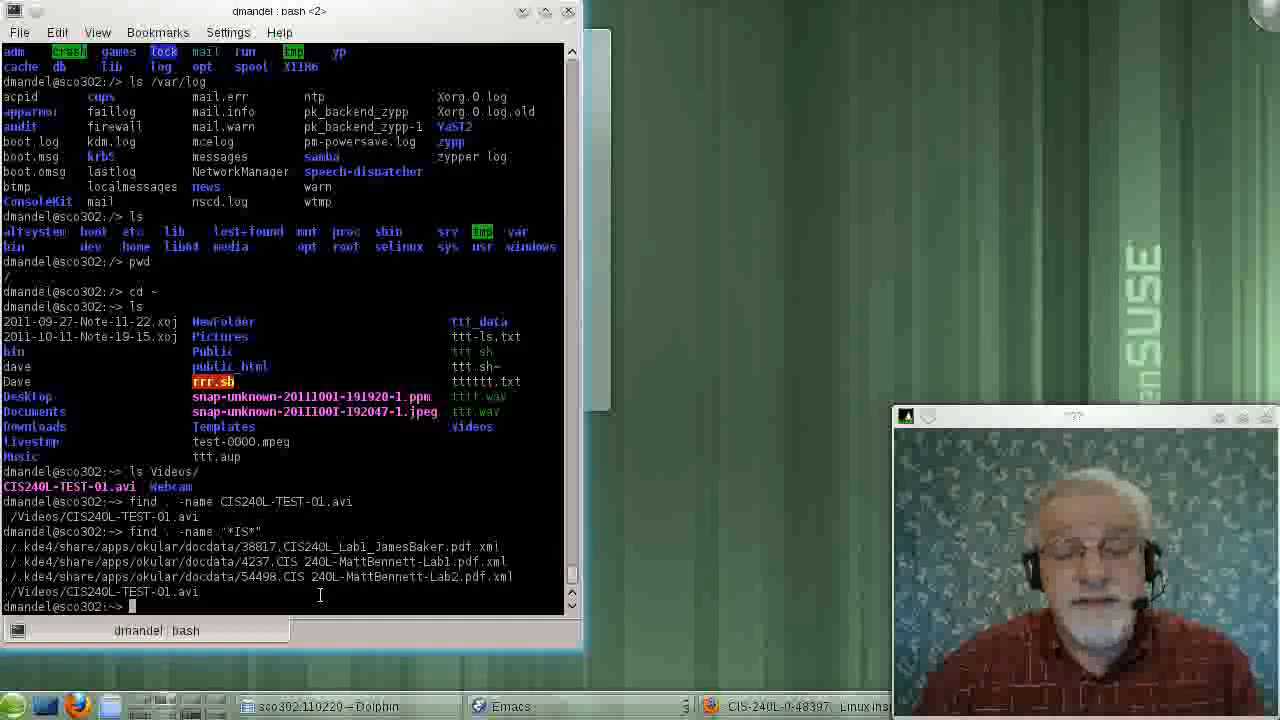 dmandel : bash <2>
File Edit View Bookmarks Settings Help
adm crash games lock mail run tmp yp
cache db lib log opt spool X11R6
dmandel@sco302:/> ls /var/log
acpid cups mail.err ntp Xorg.0.log
apparmor faillog mail.info pk_backend_zypp Xorg.0.log.old
audit firewall mail.warn pk_backend_zypp-1 YaST2
boot.log kdm.log mcelog pm-powersave.log zypp
boot.msg krb5 messages samba zypper log
boot.omsg lastlog NetworkManager speech-dispatcher
btmp localmessages news warn
ConsoleKit mail nscd.log wtmp
dmandel@sco302:/> ls
altsystem boot etc lib lost+found mnt proc sbin srv tmp var
bin dev home lib64 media opt root selinux sys usr windows
dmandel@sco302:/> pwd
/
dmandel@sco302:/> cd ~
dmandel@sco302:~> ls
2011-09-27-Note-11-22.xoj NewFolder ttt_data
2011-10-11-Note-19-15.xoj Pictures ttt-ls.txt
bin Public ttt sh
dave public_html ttt.sh~
Dave rrr.sh tttttt.txt
Desktop snap-unknown-20111001-191920-1.ppm tttt.wav
Documents snap-unknown-20111001-192047-1.jpeg ttt.wav
Downloads Templates Videos
livestmp test-0000.mpeg
Music ttt.aup
dmandel@sco302:~> ls Videos/
CIS240L-TEST-01.avi Webcam
dmandel@sco302:~> find . -name CIS240L-TEST-01.avi
./Videos/CIS240L-TEST-01.avi
dmandel@sco302:~> find . -name "*IS*"
./.kde4/share/apps/okular/docdata/38817.CIS240L_Lab1_JamesBaker.pdf.xml
./.kde4/share/apps/okular/docdata/4237.CIS 240L-MattBennett-Lab1.pdf.xml
./.kde4/share/apps/okular/docdata/54498.CIS 240L-MattBennett-Lab2.pdf.xml
./Videos/CIS240L-TEST-01.avi
dmandel@sco302:~>
dmandel : bash
enSUSE
???
sco302.110220 – Dolphin
Emacs 3
CIS-240L-0-48397, Linux Ins